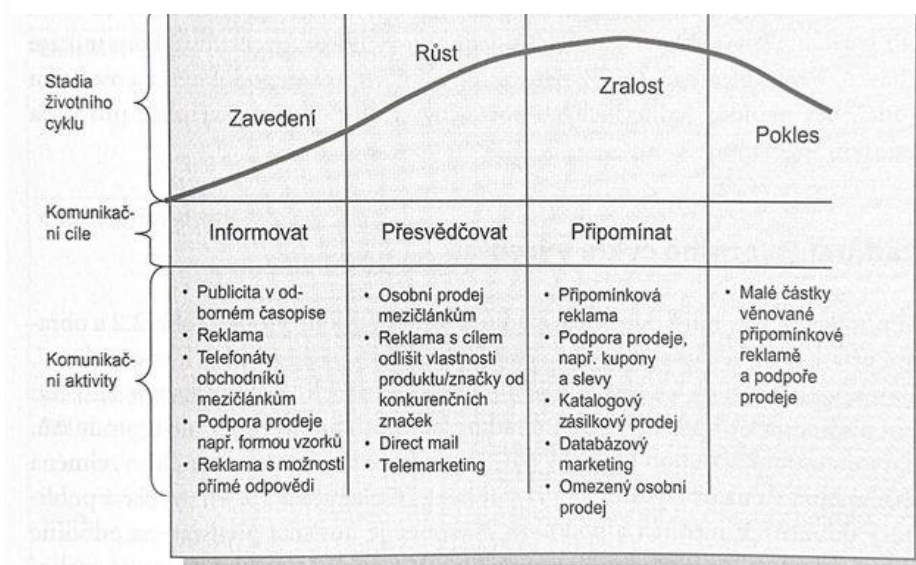 Stadia
životního
cyklu
Zavedení
Růst
Zralost
Pokles
Komunikač-
ní cíle
Informovat
Přesvědčovat
Připomínat
Komunikač-
ní aktivity
• Publicita v od-
borném časopise
• Reklama
• Telefonáty
obchodníků
mezičlánkům
• Podpora prodeje
např. formou vzorků
• Reklama s možností
přímé odpovědi
• Osobní prodej
mezičlánkům
• Reklama s cílem
odlišit vlastnosti
produktu/značky od
konkurenčních
značek
• Direct mail
• Telemarketing
• Připomínková
reklama
• Podpora prodeje,
např. kupony
a slevy
• Katalogový
zásilkový prodej
• Databázový
marketing
• Omezený osobní
prodej
• Malé částky
věnované
připomínkové
reklamě
a podpoře
prodeje